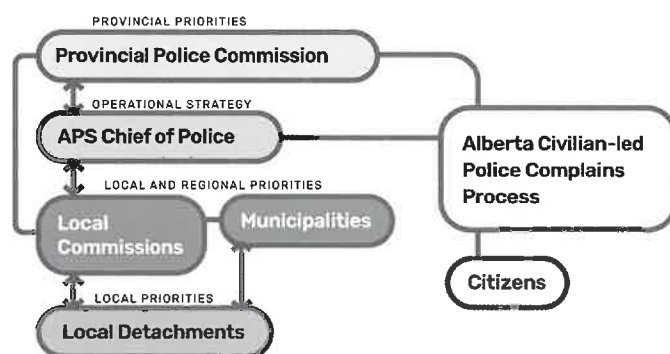 PROVINCIAL PRIORITIES
Provincial Police Commission
OPERATIONAL STRATEGY
APS Chief of Police
Alberta Civilian-led
Police Complains
Process
LOCAL AND REGIONAL PRIORITIES
Local
Commissions
Municipalities
Citizens
LOCAL PRIORITIES
Local Detachments